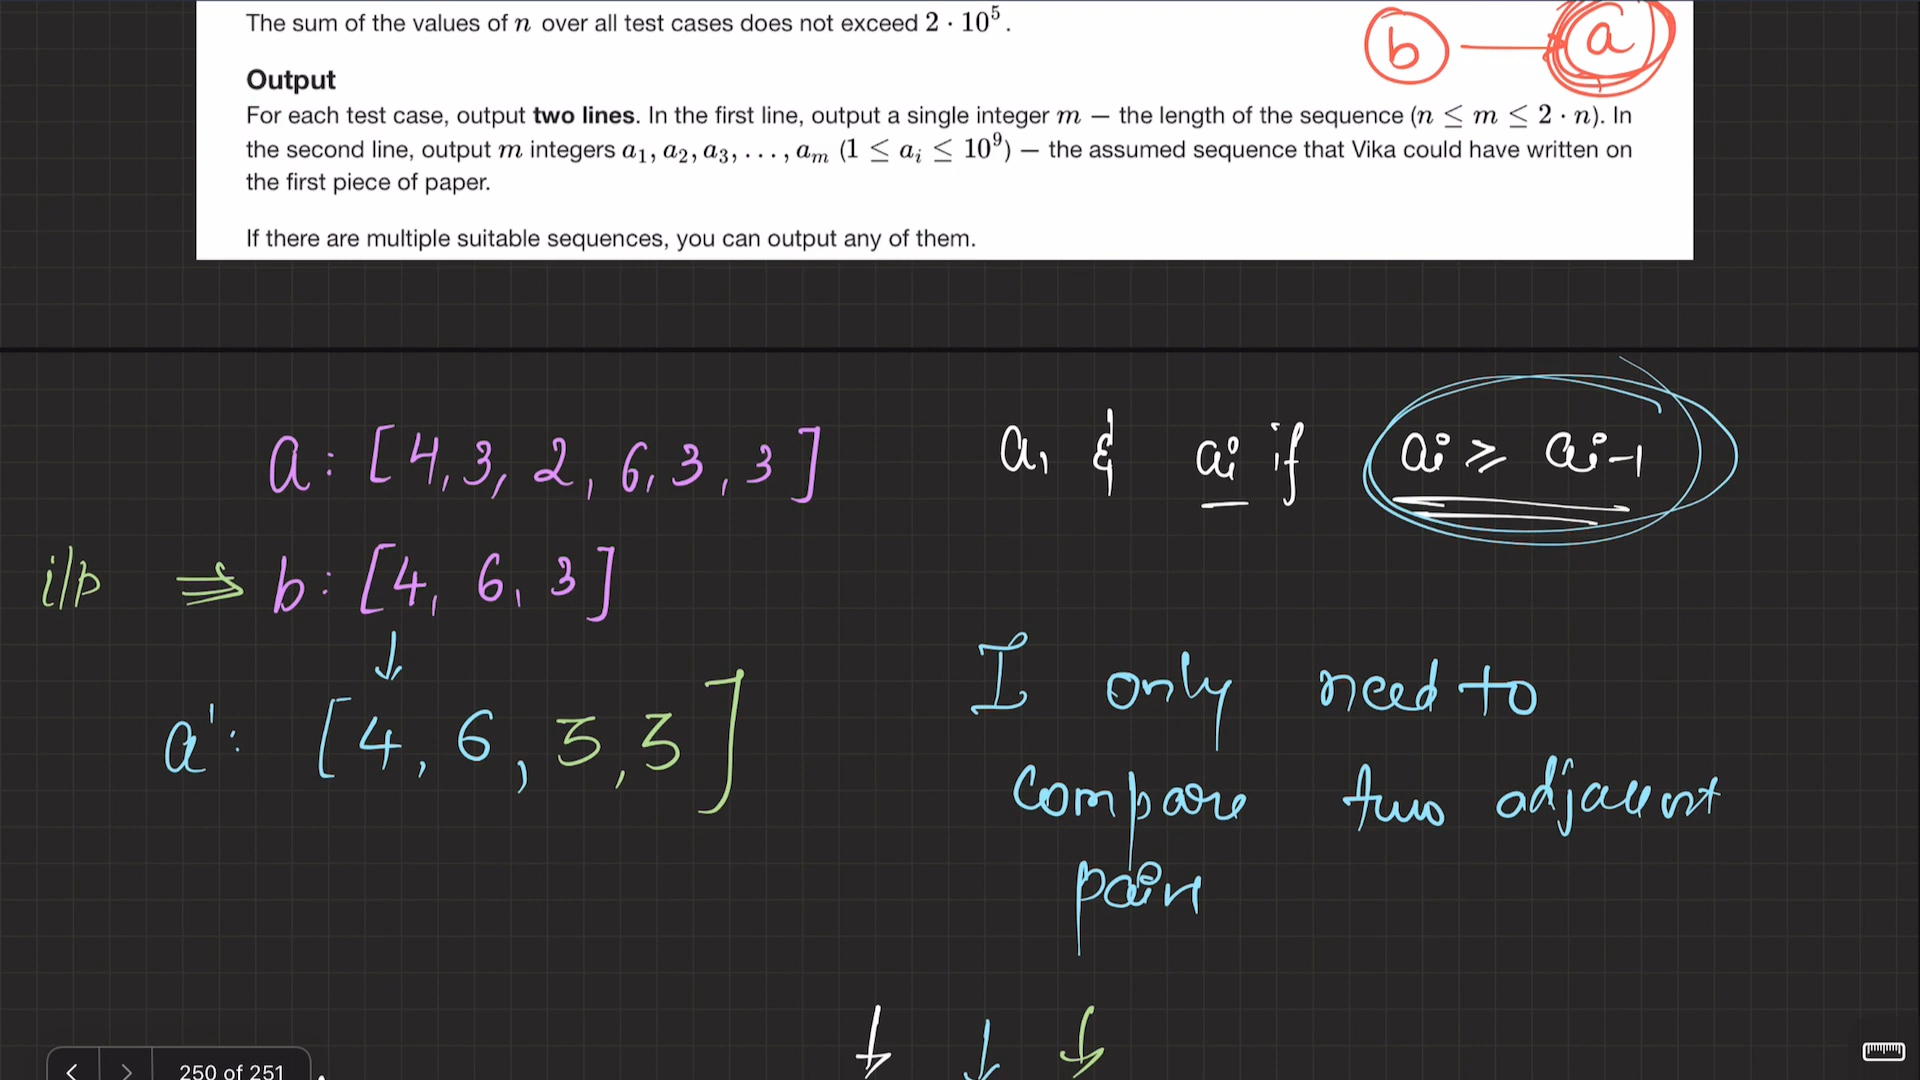 The sum of the values of n over all test cases does not exceed 2 · 10⁵.
b a
Output
For each test case, output two lines. In the first line, output a single integer m — the length of the sequence (n ≤ m ≤ 2 · n). In
the second line, output m integers a₁, a₂, a₃, . . . , aₘ (1 ≤ aᵢ ≤ 10⁹) — the assumed sequence that Vika could have written on
the first piece of paper.
If there are multiple suitable sequences, you can output any of them.
a : [4, 3, 2, 6, 3, 3]
a₁ & aᵢ if aᵢ ≥ aᵢ₋₁
i/p ⇒ b : [4, 6, 3]
a' : [4, 6, 3, 3]
I only need to
compare two adjacent
pair
250 of 251